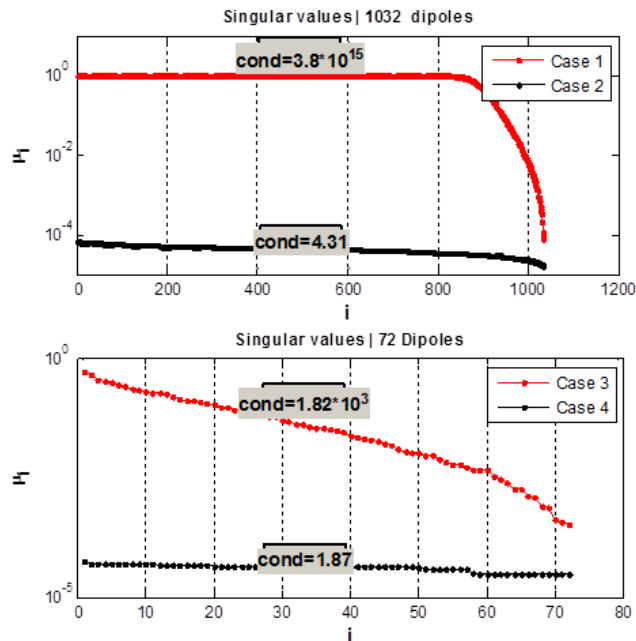 Singular values | 1032 dipoles
cond=3.8*10^15
Case 1
Case 2
10^0
10^-2
10^-4
μi
cond=4.31
0 200 400 600 800 1000 1200
i
Singular values | 72 Dipoles
10^0
cond=1.82*10^3
Case 3
Case 4
μi
cond=1.87
10^-5
0 10 20 30 40 50 60 70 80
i